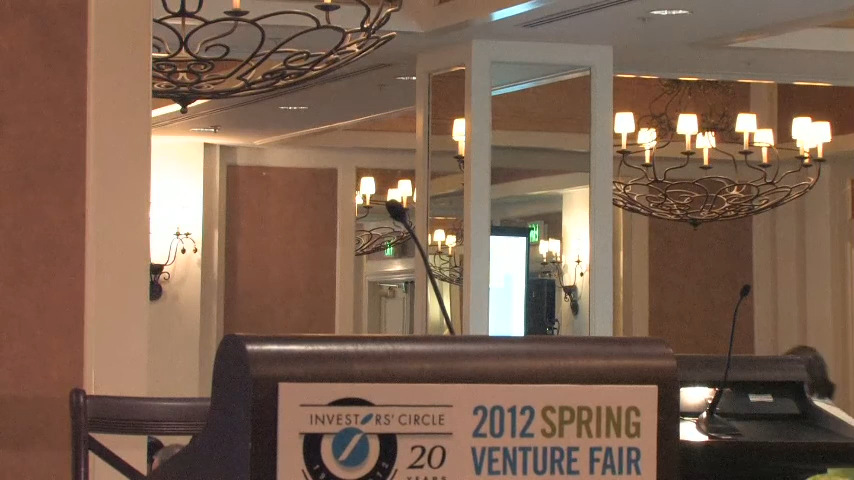 INVESTORS' CIRCLE
20
YEARS
2012 SPRING
VENTURE FAIR